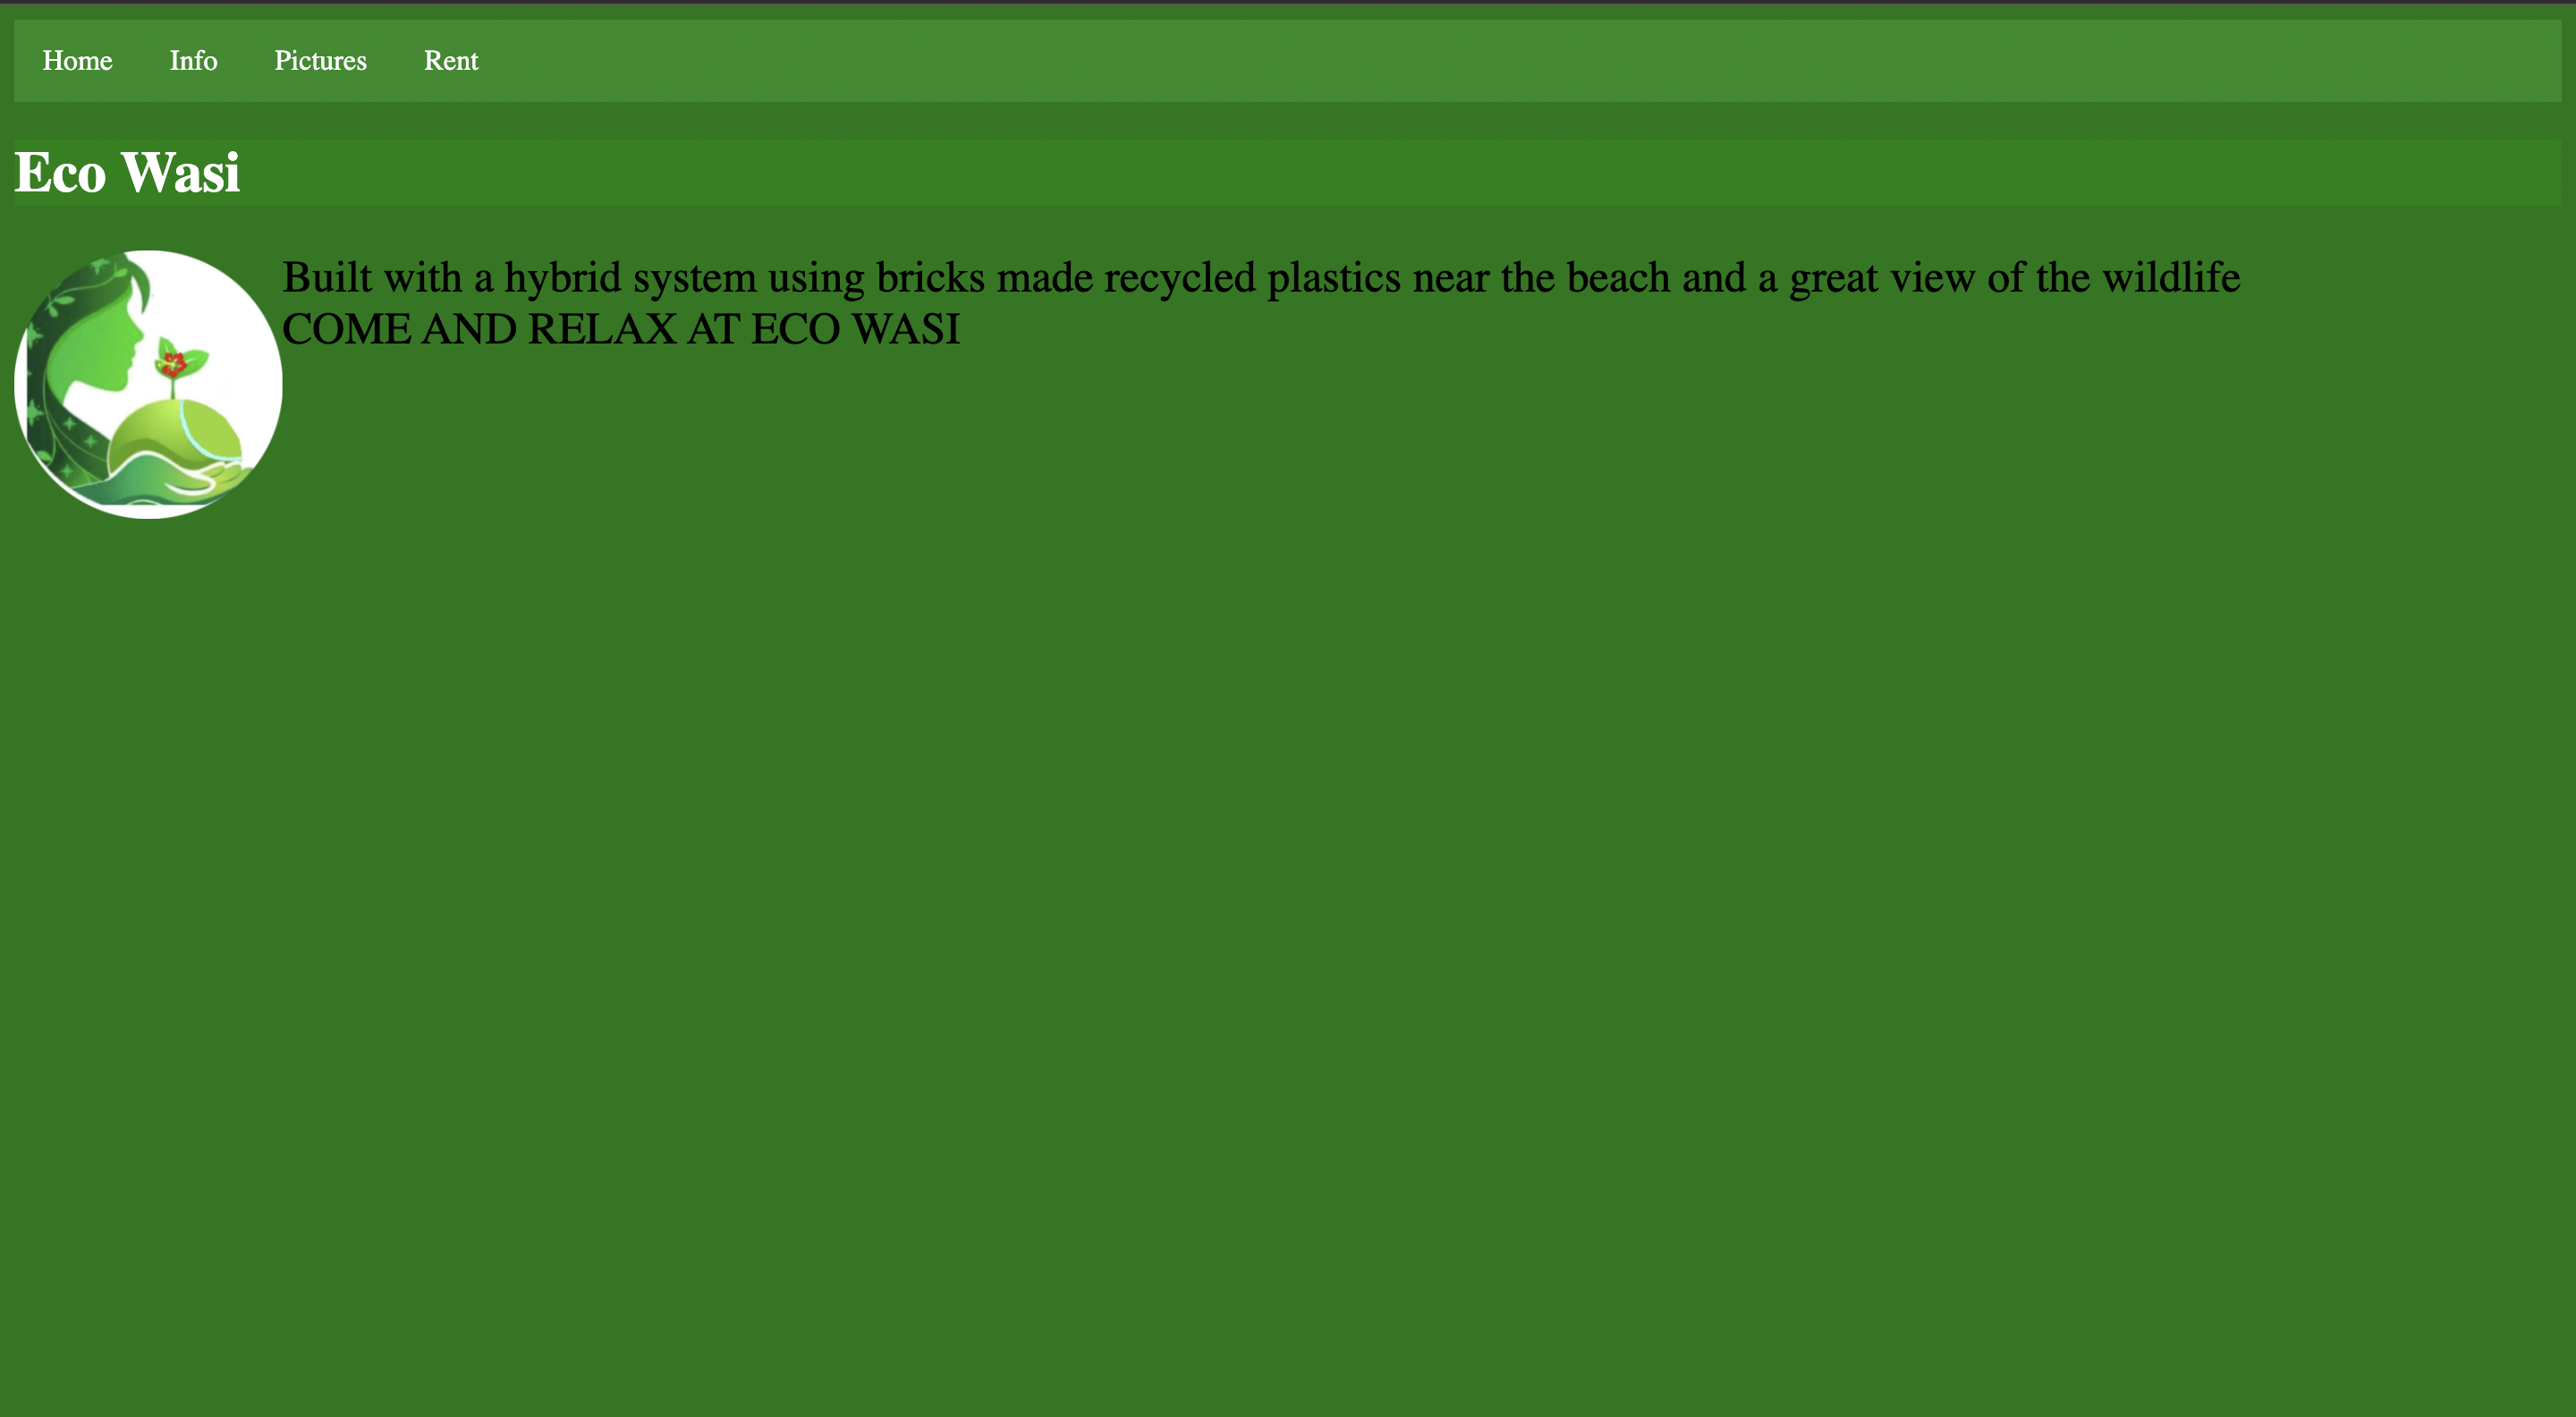 Home Info Pictures Rent
Eco Wasi
Built with a hybrid system using bricks made recycled plastics near the beach and a great view of the wildlife
COME AND RELAX AT ECO WASI